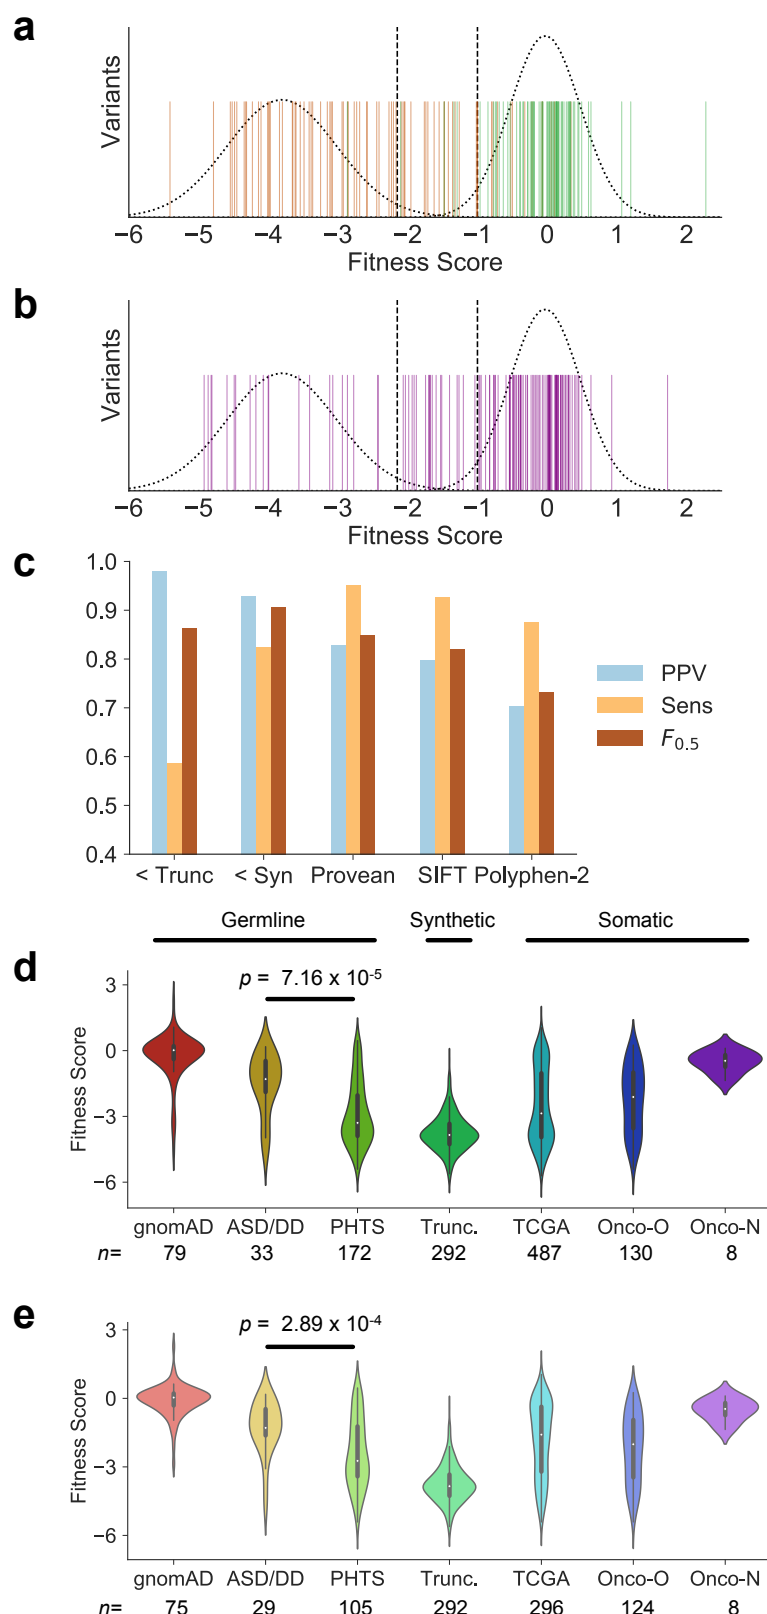 a
Variants
−6 −5 −4 −3 −2 −1 0 1 2
Fitness Score
b
Variants
−6 −5 −4 −3 −2 −1 0 1 2
Fitness Score
c
1.0
0.9
0.8
0.7
0.6
0.5
0.4
PPV
Sens
F0.5
< Trunc < Syn Provean SIFT Polyphen-2
Germline Synthetic Somatic
d
p = 7.16 x 10-5
Fitness Score
3
0
−3
−6
gnomAD ASD/DD PHTS Trunc. TCGA Onco-O Onco-N
n= 79 33 172 292 487 130 8
e
p = 2.89 x 10-4
Fitness Score
3
0
−3
−6
gnomAD ASD/DD PHTS Trunc. TCGA Onco-O Onco-N
n= 75 29 105 292 296 124 8